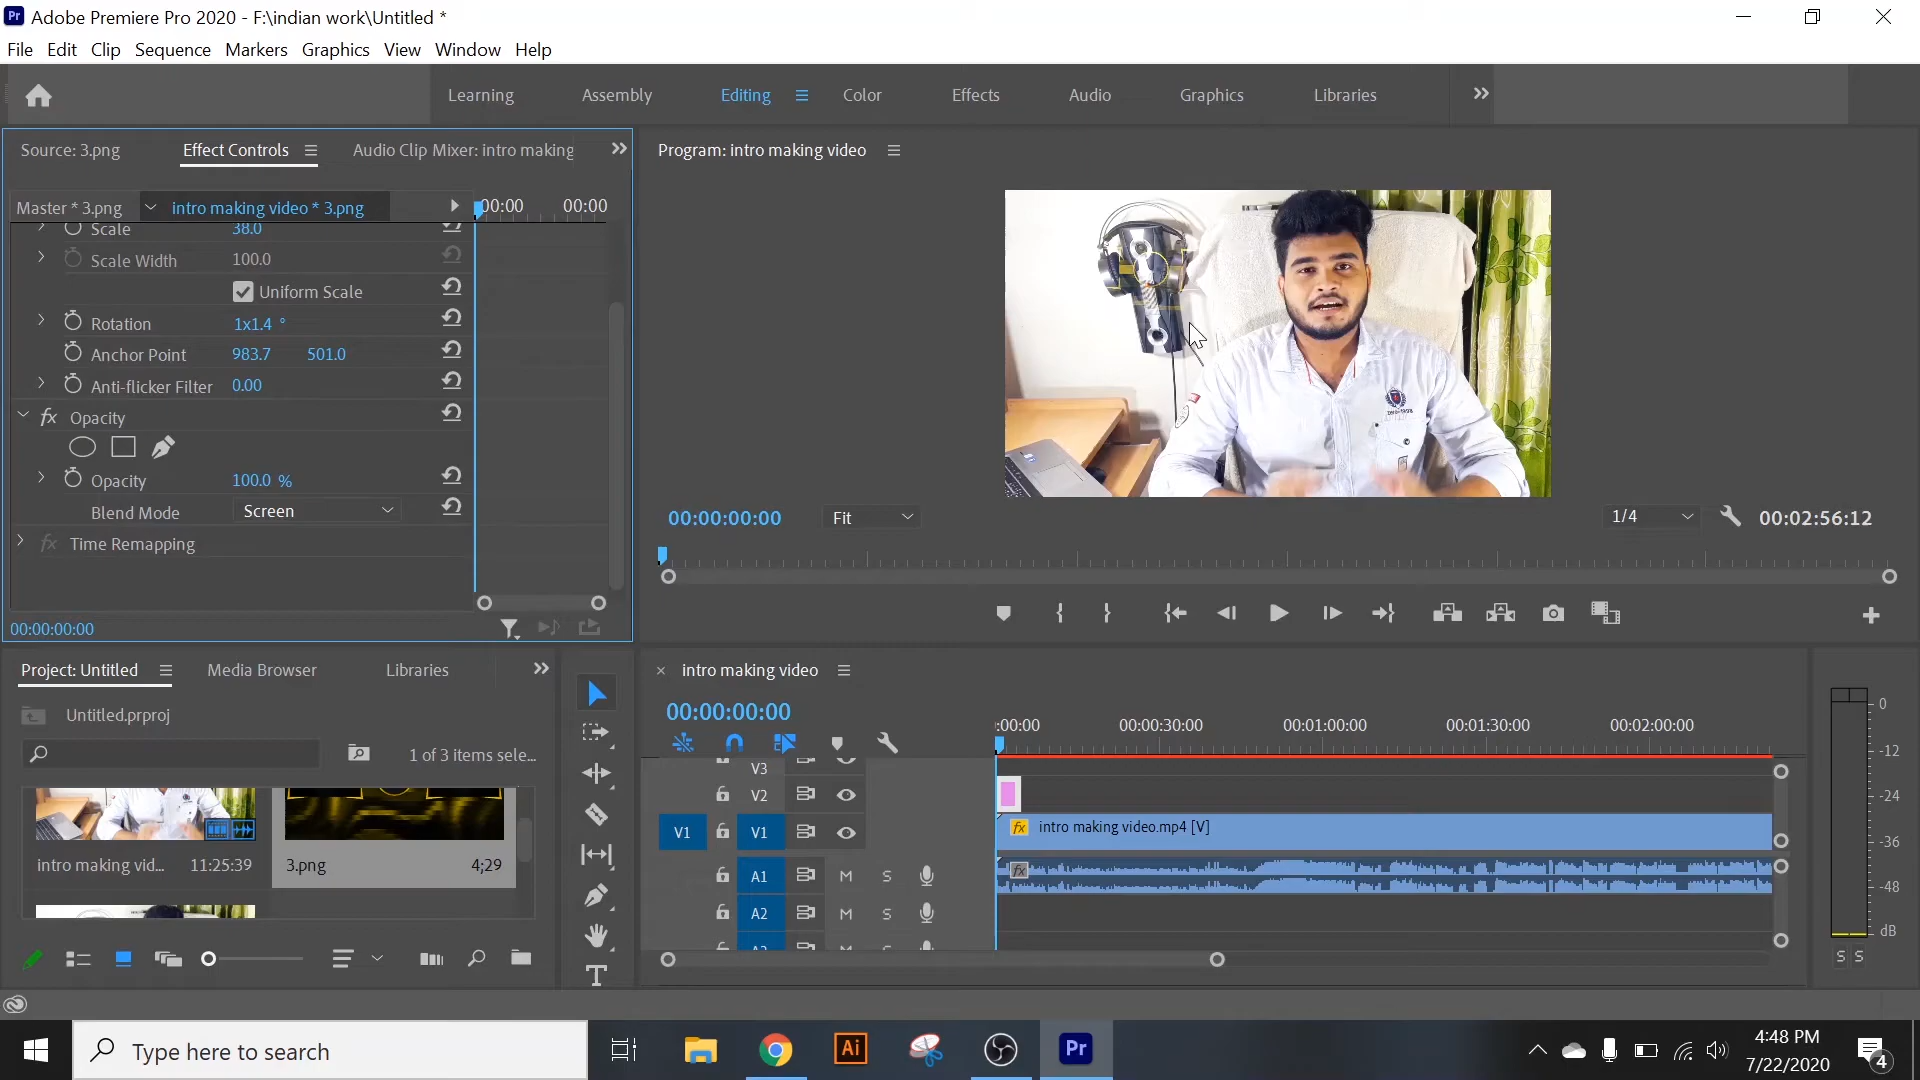 Adobe Premiere Pro 2020 - F:\indian work\Untitled *
File Edit Clip Sequence Markers Graphics View Window Help
Learning Assembly Editing Color Effects Audio Graphics Libraries
Source: 3.png Effect Controls Audio Clip Mixer: intro making
Program: intro making video
Master * 3.png intro making video * 3.png
00:00 00:00
Scale 38.0
Scale Width 100.0
Uniform Scale
Rotation 1x1.4 °
Anchor Point 983.7 501.0
Anti-flicker Filter 0.00
fx Opacity
Opacity 100.0 %
Blend Mode Screen
fx Time Remapping
00:00:00:00
00:00:00:00 Fit 1/4 00:02:56:12
Project: Untitled Media Browser Libraries
Untitled.prproj
1 of 3 items sele...
intro making vid... 11:25:39
3.png 4;29
× intro making video
00:00:00:00
:00:00 00:00:30:00 00:01:00:00 00:01:30:00 00:02:00:00
V3
V2
V1 V1 fx intro making video.mp4 [V]
A1 M S fx
A2 M S
0
-12
-24
-36
-48
dB
S S
Type here to search
Ai
Pr
4:48 PM
7/22/2020
4